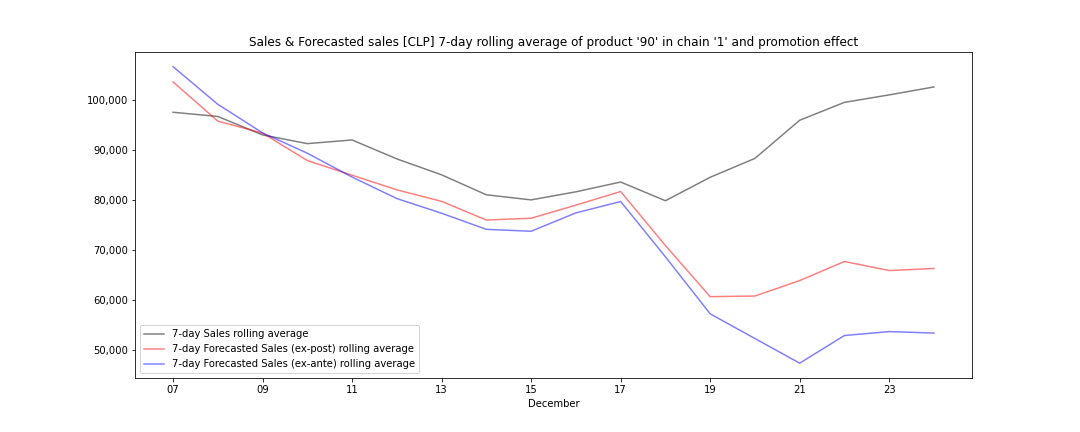 Sales & Forecasted sales [CLP] 7-day rolling average of product '90' in chain '1' and promotion effect
100,000
90,000
80,000
70,000
60,000
50,000
7-day Sales rolling average
7-day Forecasted Sales (ex-post) rolling average
7-day Forecasted Sales (ex-ante) rolling average
07 09 11 13 15 17 19 21 23
December